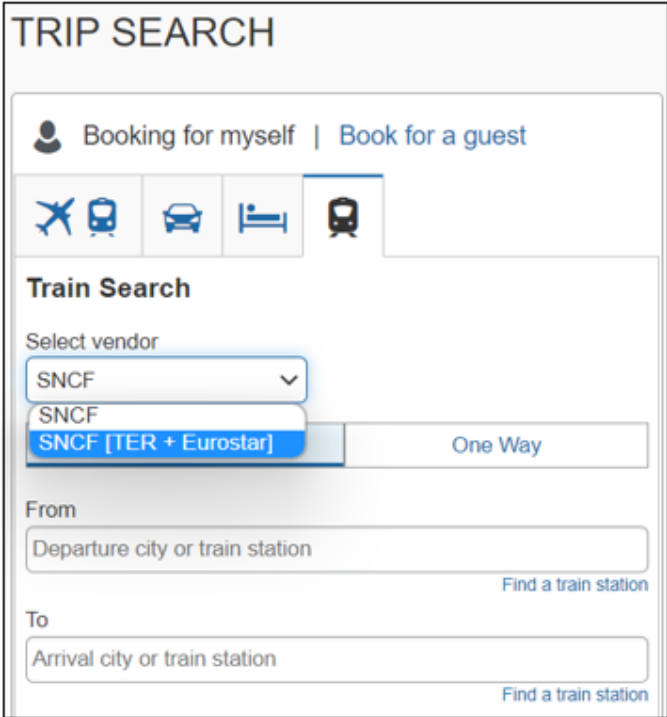 TRIP SEARCH
Booking for myself | Book for a guest
Train Search
Select vendor
SNCF
SNCF
SNCF [TER + Eurostar]
One Way
From
Departure city or train station
Find a train station
To
Arrival city or train station
Find a train station